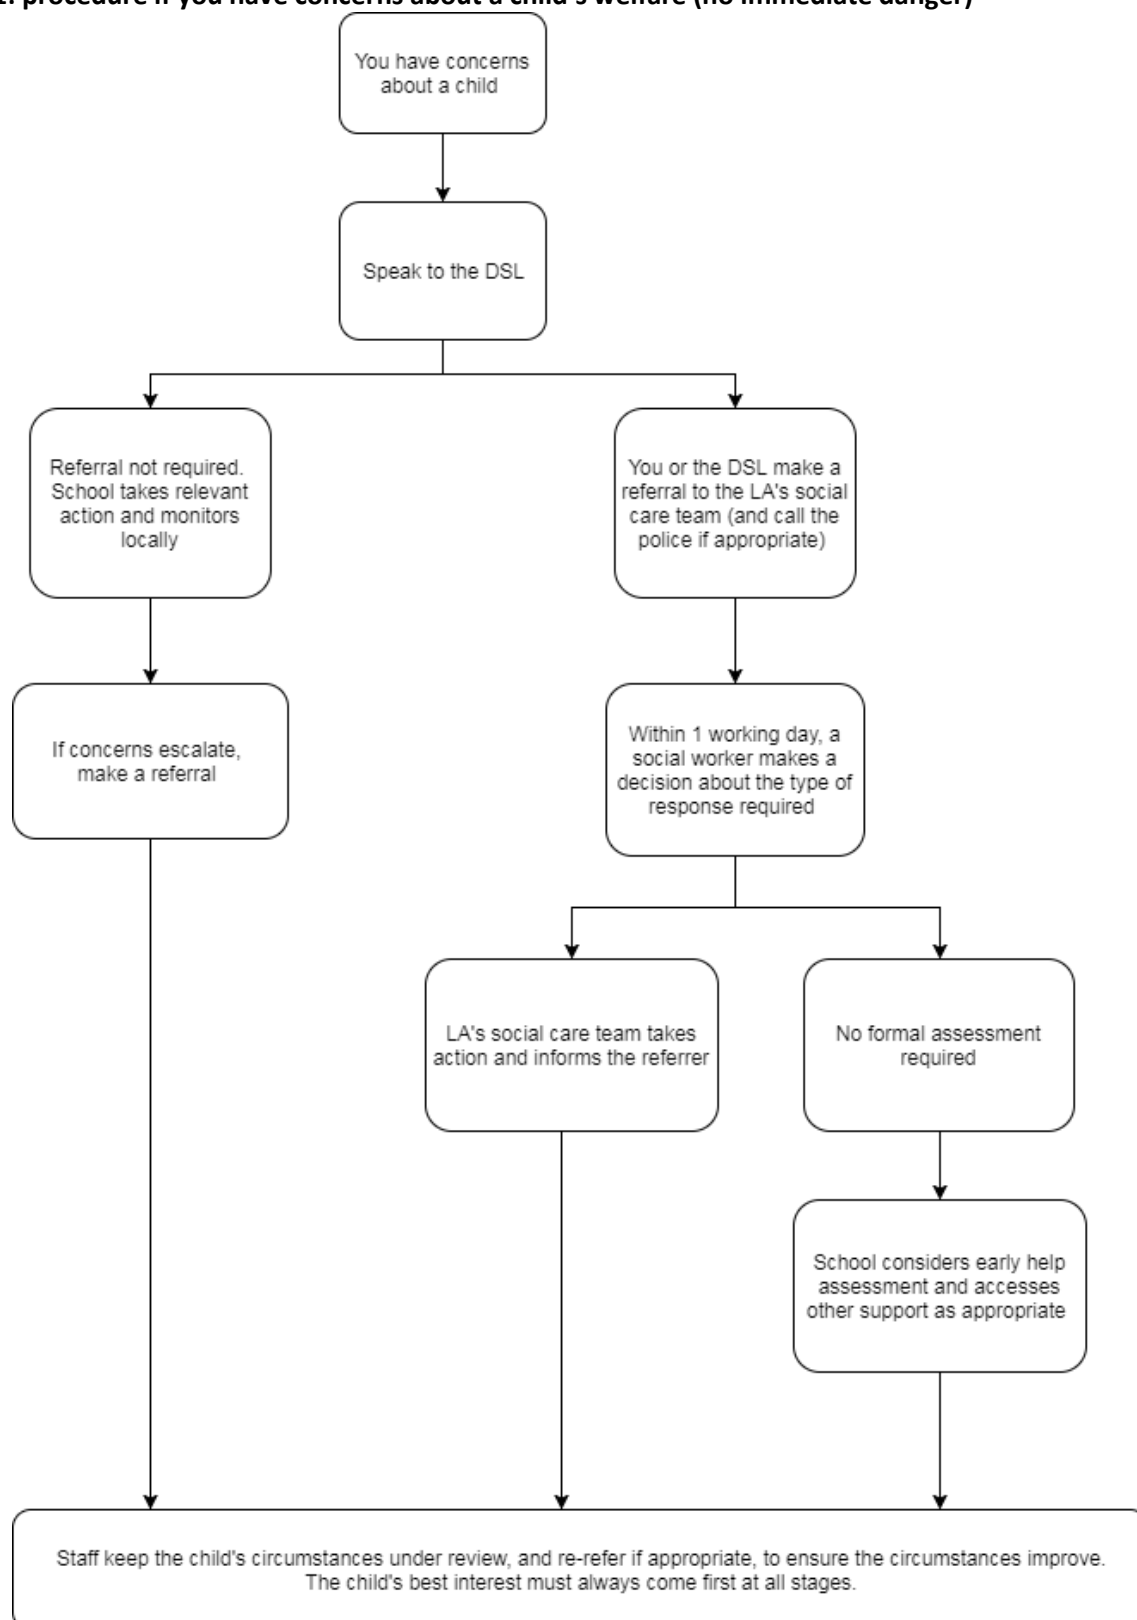 procedure if you have concerns about a child's welfare (no immediate danger)
You have concerns
about a child
Speak to the DSL
Referral not required.
School takes relevant
action and monitors
locally
You or the DSL make a
referral to the LA's social
care team (and call the
police if appropriate)
If concerns escalate,
make a referral
Within 1 working day, a
social worker makes a
decision about the type of
response required
LA's social care team takes
action and informs the referrer
No formal assessment
required
School considers early help
assessment and accesses
other support as appropriate
Staff keep the child's circumstances under review, and re-refer if appropriate, to ensure the circumstances improve.
The child's best interest must always come first at all stages.